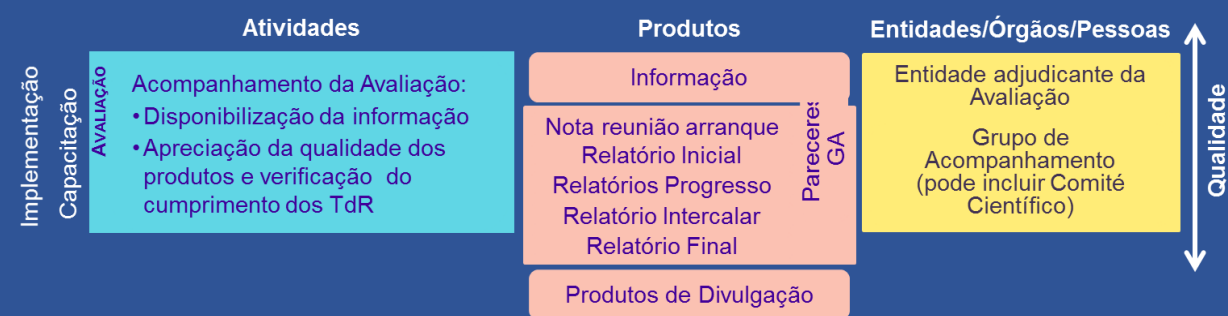 Atividades
Produtos
Entidades/Órgãos/Pessoas
Implementação
Capacitação
AVALIAÇÃO
Acompanhamento da Avaliação:
•Disponibilização da informação
•Apreciação da qualidade dos
produtos e verificação do
cumprimento dos TdR
Informação
Nota reunião arranque
Relatório Inicial
Relatórios Progresso
Relatório Intercalar
Relatório Final
Pareceres
GA
Produtos de Divulgação
Entidade adjudicante da
Avaliação
Grupo de
Acompanhamento
(pode incluir Comité
Científico)
Qualidade